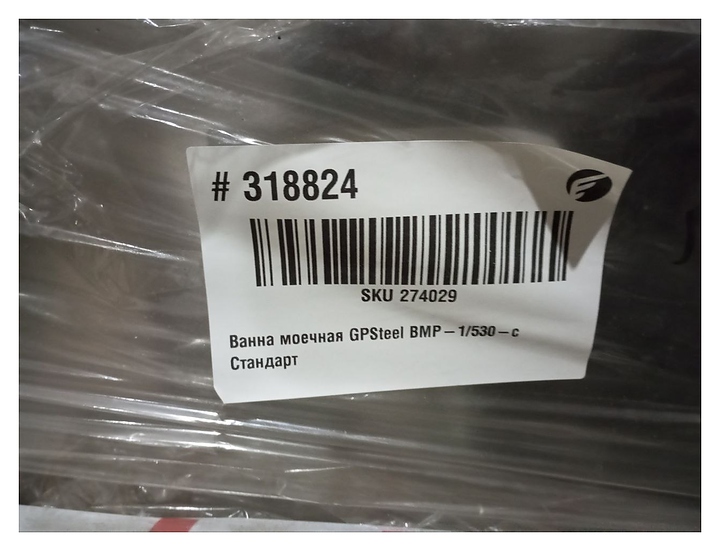 # 318824
SKU 274029
Ванна моечная GPSteel ВМР – 1/530 – с
Стандарт